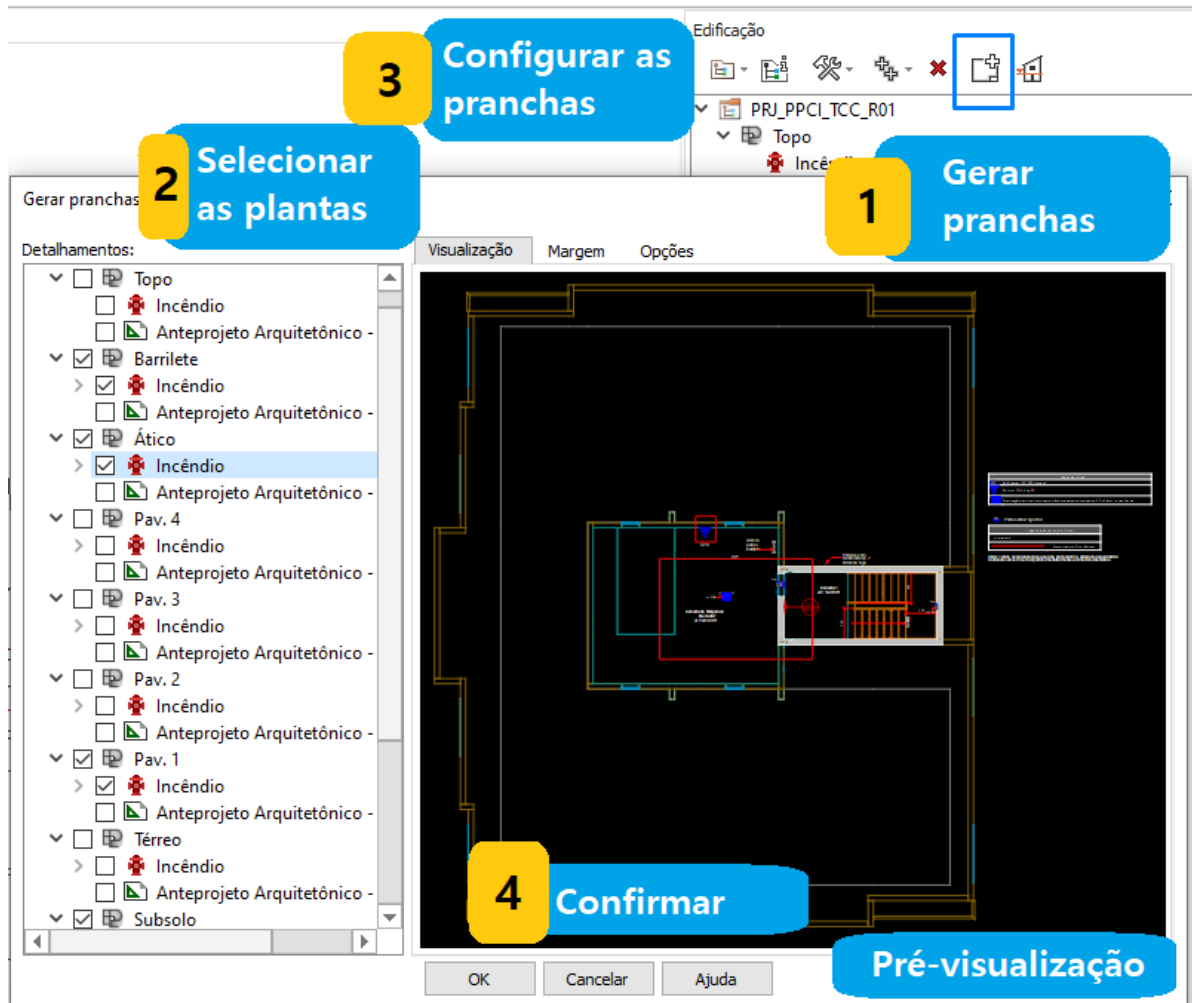 Edificação
3
Configurar as
pranchas
PRJ_PPCI_TCC_R01
Topo
2
Selecionar
as plantas
1
Gerar
pranchas
Gerar pranchas
Detalhamentos:
Visualização
Margem
Opções
Topo
Incêndio
Anteprojeto Arquitetônico -
Barrilete
Incêndio
Anteprojeto Arquitetônico -
Ático
Incêndio
Anteprojeto Arquitetônico -
Pav. 4
Incêndio
Anteprojeto Arquitetônico -
Pav. 3
Incêndio
Anteprojeto Arquitetônico -
Pav. 2
Incêndio
Anteprojeto Arquitetônico -
Pav. 1
Incêndio
Anteprojeto Arquitetônico -
Térreo
Incêndio
Anteprojeto Arquitetônico -
Subsolo
4
Confirmar
Pré-visualização
OK
Cancelar
Ajuda